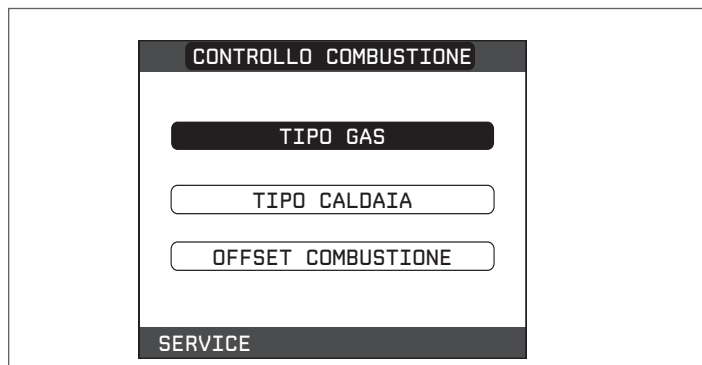 CONTROLLO COMBUSTIONE
TIPO GAS
TIPO CALDAIA
OFFSET COMBUSTIONE
SERVICE